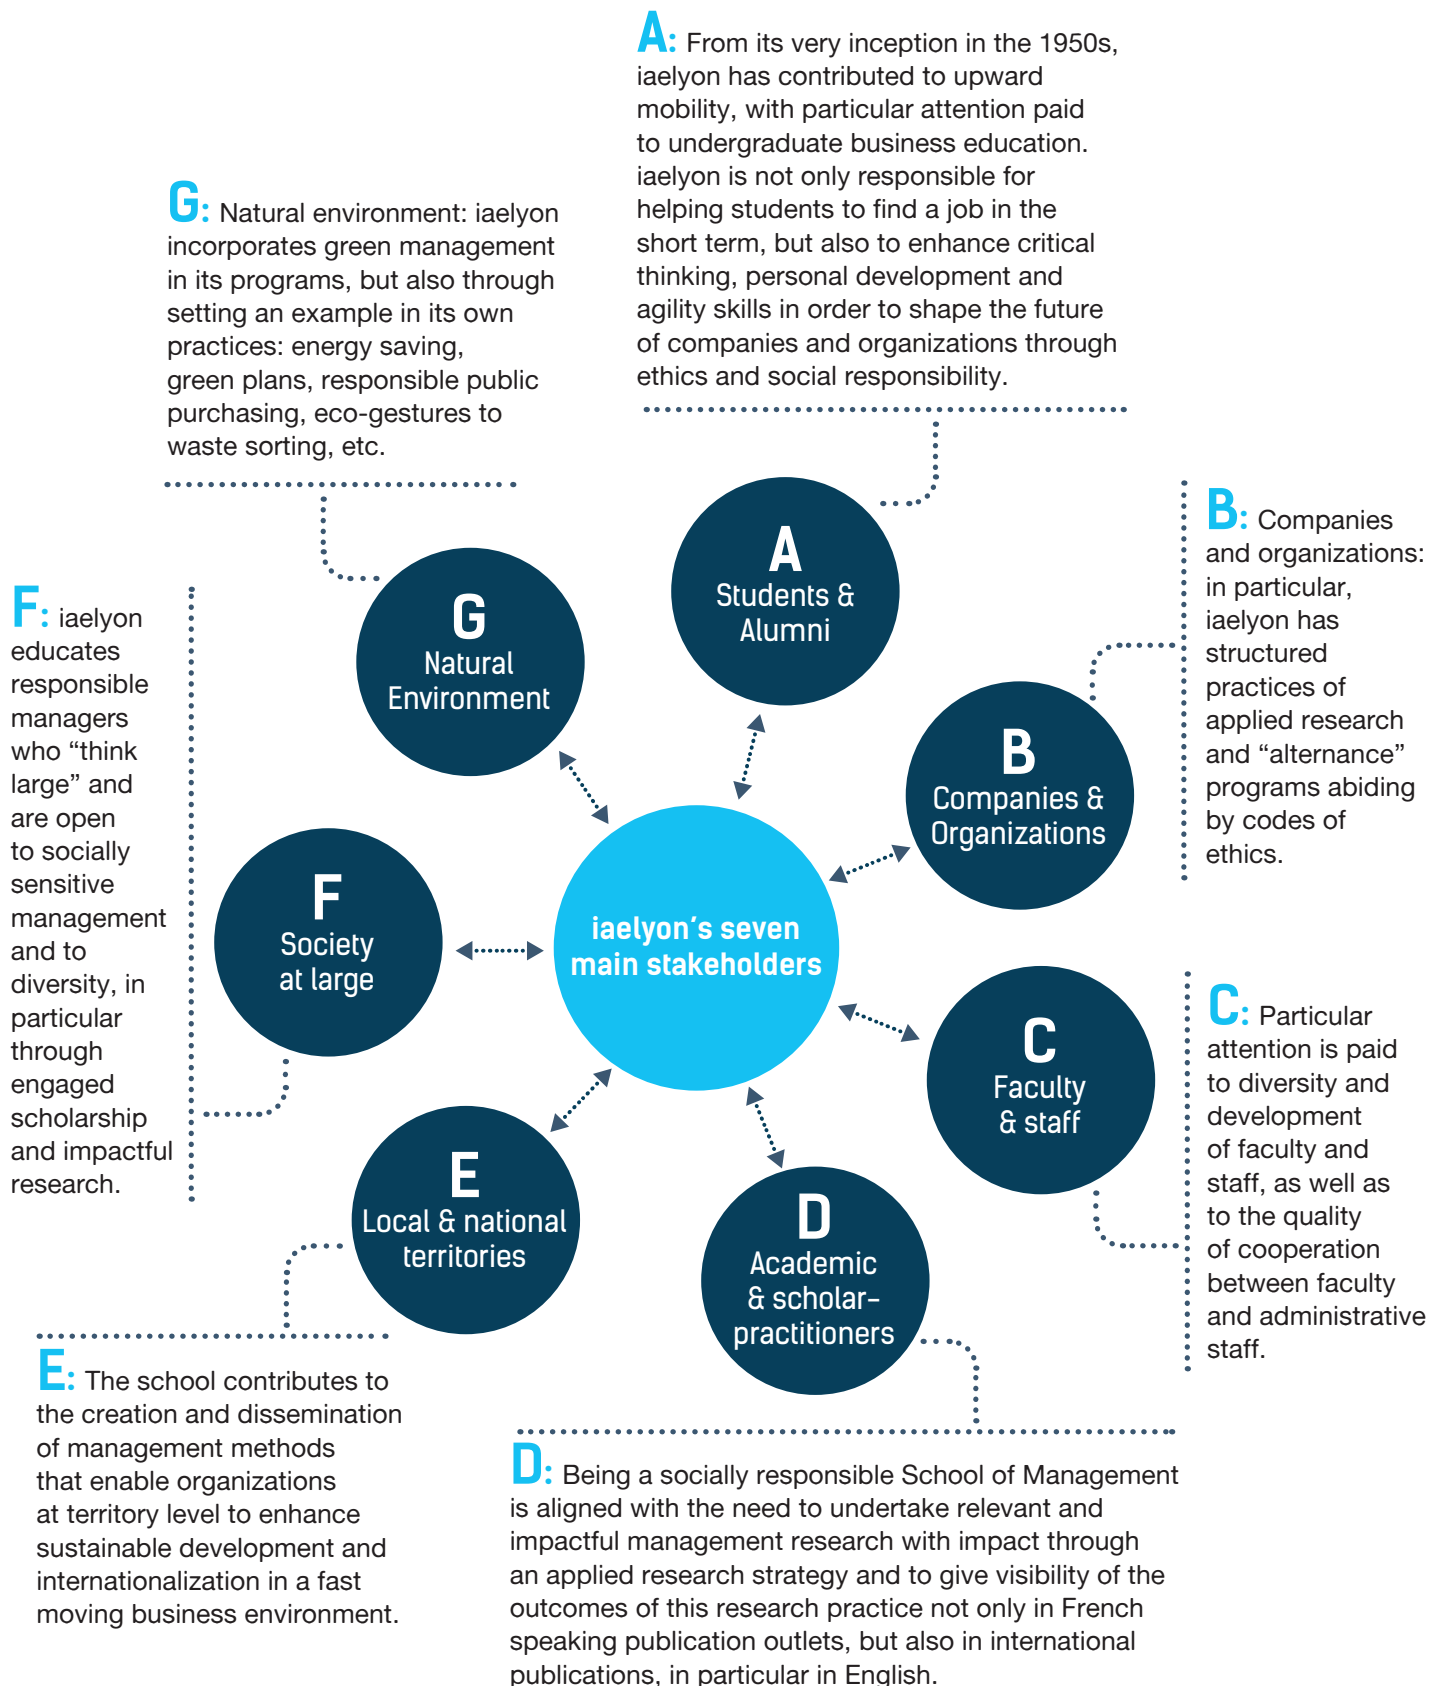 A: From its very inception in the 1950s,
iaelyon has contributed to upward
mobility, with particular attention paid
to undergraduate business education.
iaelyon is not only responsible for
helping students to find a job in the
short term, but also to enhance critical
thinking, personal development and
agility skills in order to shape the future
of companies and organizations through
ethics and social responsibility.
G: Natural environment: iaelyon
incorporates green management
in its programs, but also through
setting an example in its own
practices: energy saving,
green plans, responsible public
purchasing, eco-gestures to
waste sorting, etc.
B: Companies
and organizations:
in particular,
iaelyon has
structured
practices of
applied research
and “alternance”
programs abiding
by codes of
ethics.
F: iaelyon
educates
responsible
managers
who “think
large” and
are open
to socially
sensitive
management
and to
diversity, in
particular
through
engaged
scholarship
and impactful
research.
A
Students &
Alumni
G
Natural
Environment
B
Companies &
Organizations
F
Society
at large
iaelyon’s seven
main stakeholders
C
Faculty
& staff
E
Local & national
territories
D
Academic
& scholar-
practitioners
C: Particular
attention is paid
to diversity and
development
of faculty and
staff, as well as
to the quality
of cooperation
between faculty
and administrative
staff.
E: The school contributes to
the creation and dissemination
of management methods
that enable organizations
at territory level to enhance
sustainable development and
internationalization in a fast
moving business environment.
D: Being a socially responsible School of Management
is aligned with the need to undertake relevant and
impactful management research with impact through
an applied research strategy and to give visibility of the
outcomes of this research practice not only in French
speaking publication outlets, but also in international
publications, in particular in English.